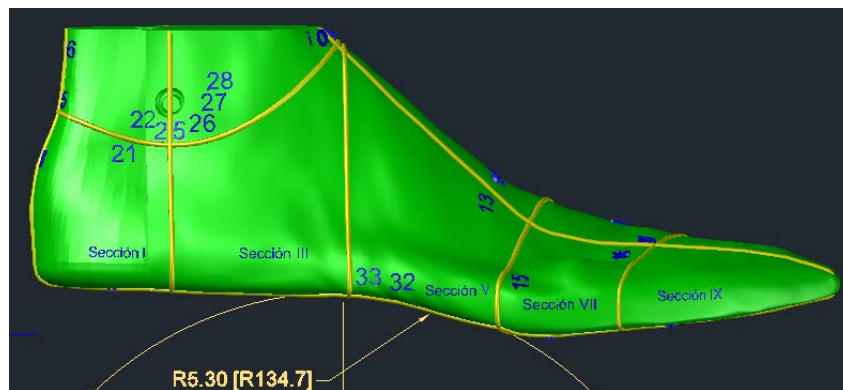 6
10
5
28
27
22
25
26
21
13
Sección I
Sección III
33
32
15
Sección V
Sección VII
Sección IX
R5.30 [R134.7]